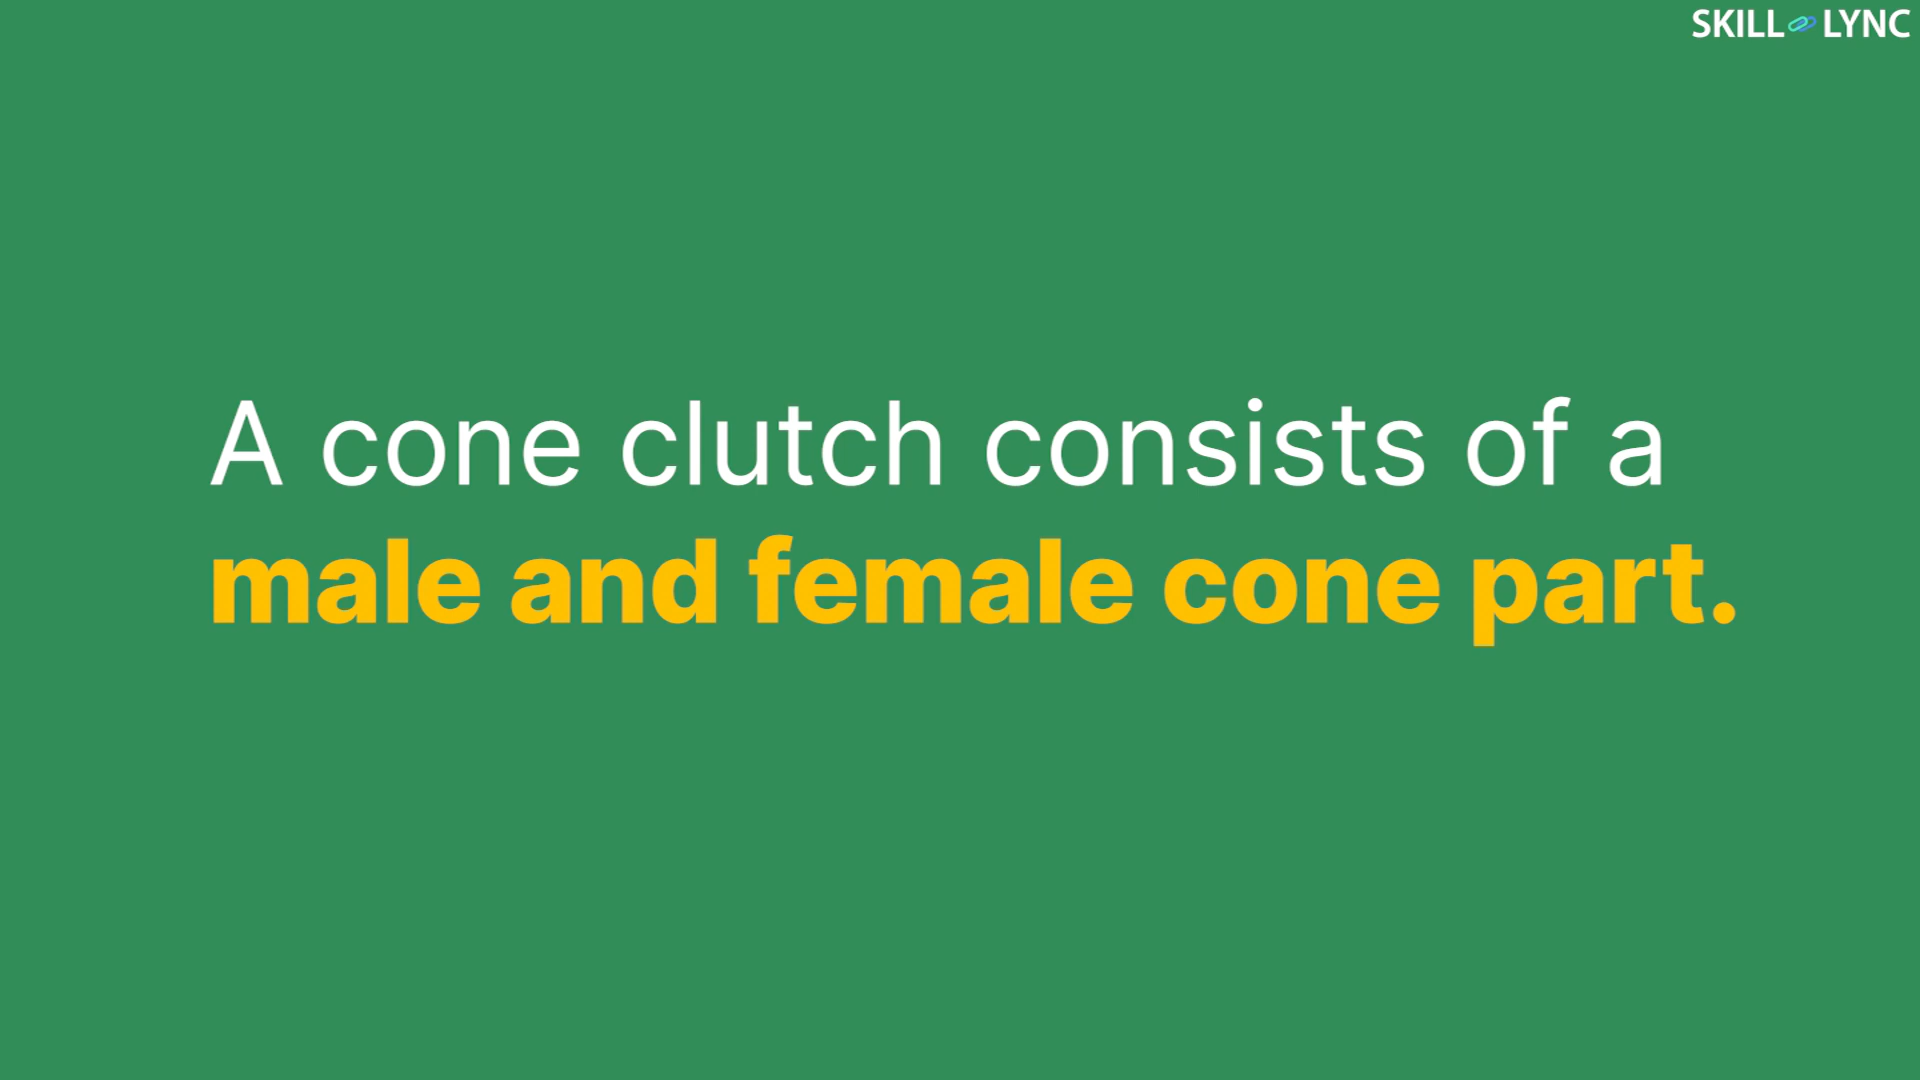 SKILL LYNC
A cone clutch consists of a
male and female cone part.